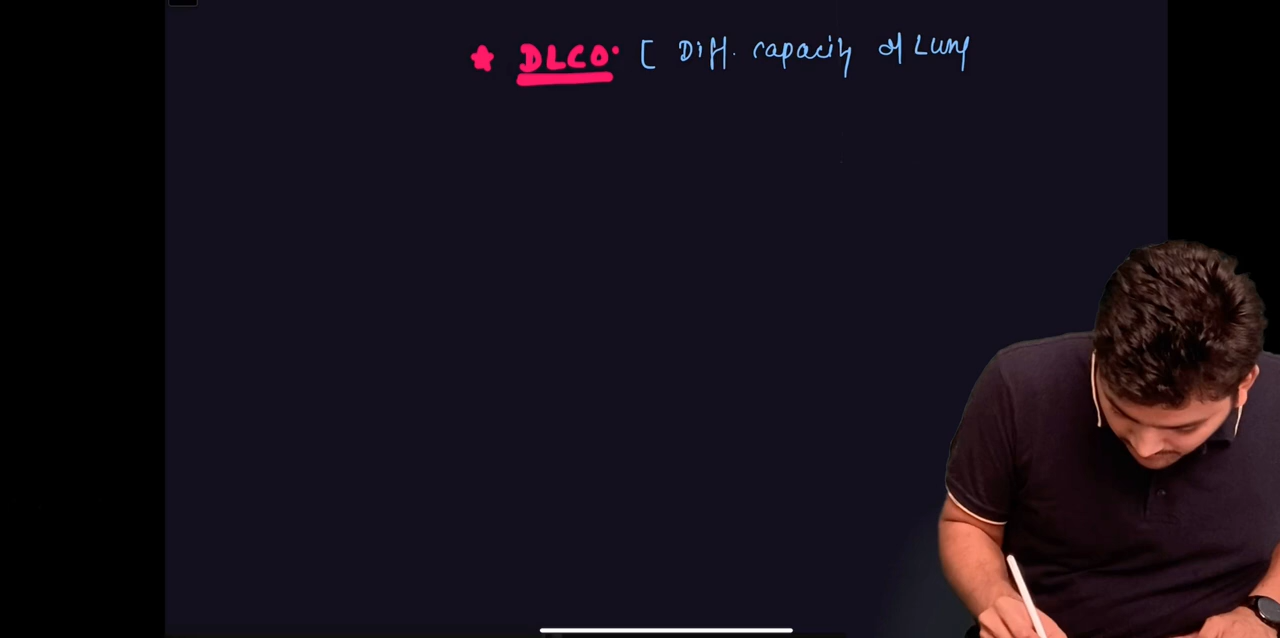 ★ DLCO. [ Diff. capacity of Lung